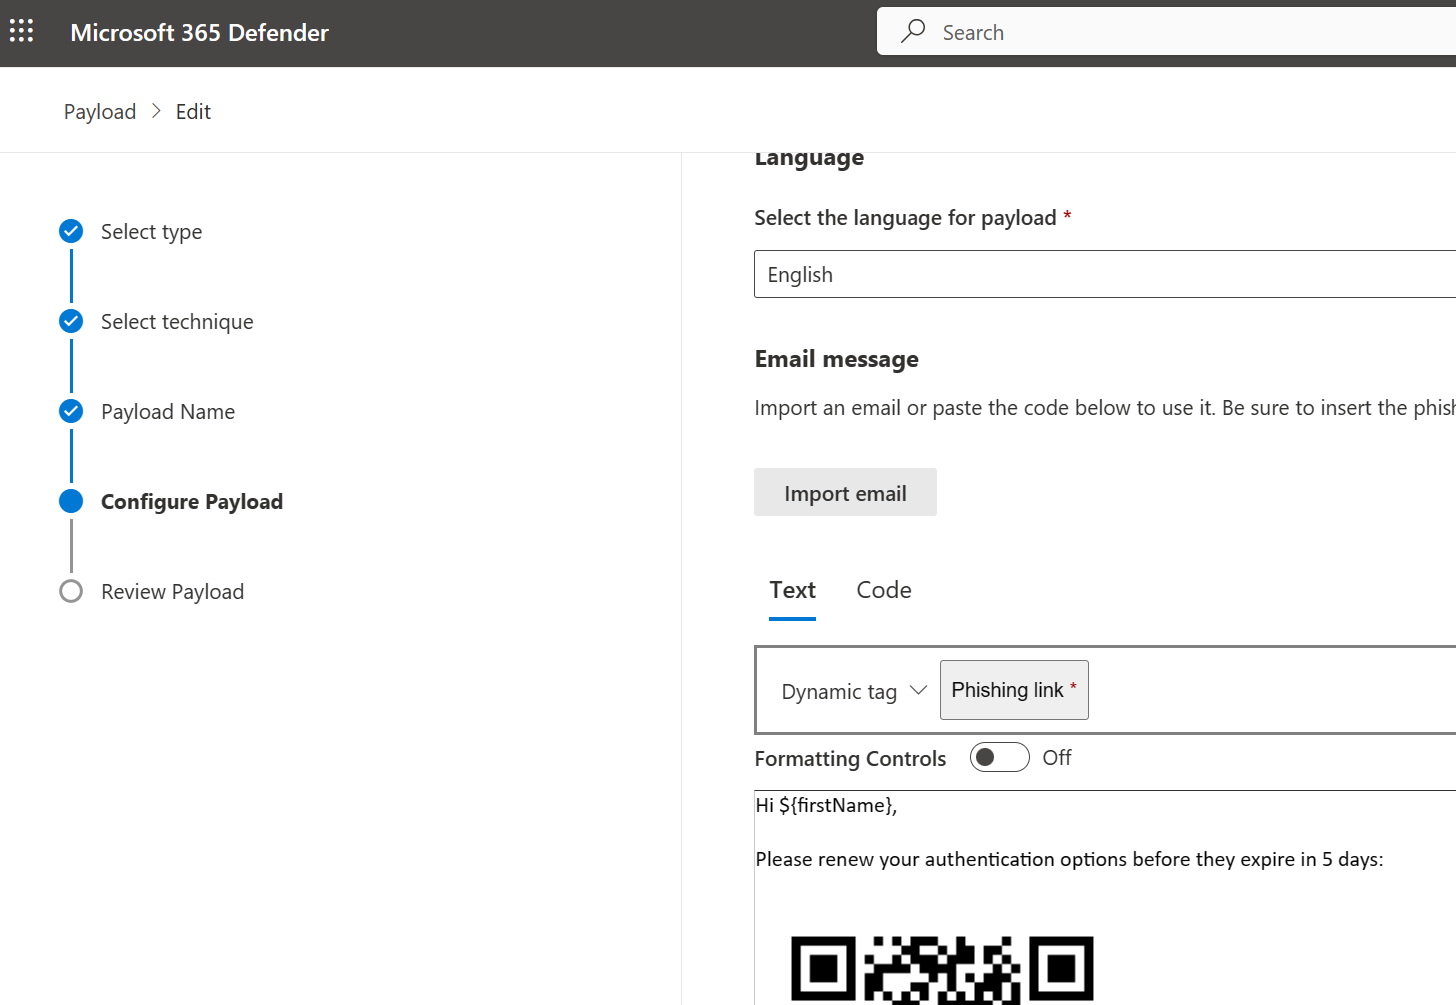 Microsoft 365 Defender
Search
Payload > Edit
Select type
Select technique
Payload Name
Configure Payload
Review Payload
Language
Select the language for payload *
English
Email message
Import an email or paste the code below to use it. Be sure to insert the phish
Import email
Text Code
Dynamic tag Phishing link *
Formatting Controls Off
Hi ${firstName},
Please renew your authentication options before they expire in 5 days: